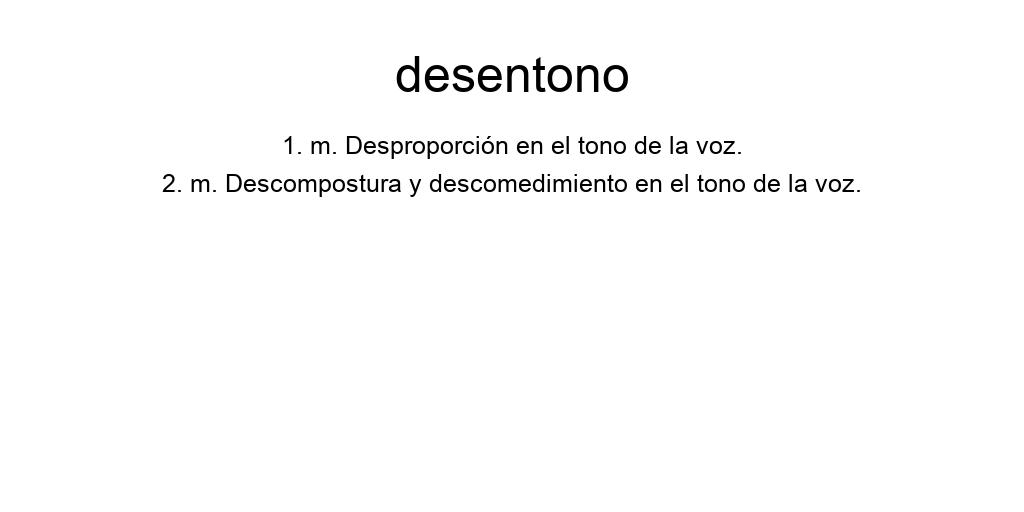 desentono
1. m. Desproporción en el tono de la voz.
2. m. Descompostura y descomedimiento en el tono de la voz.